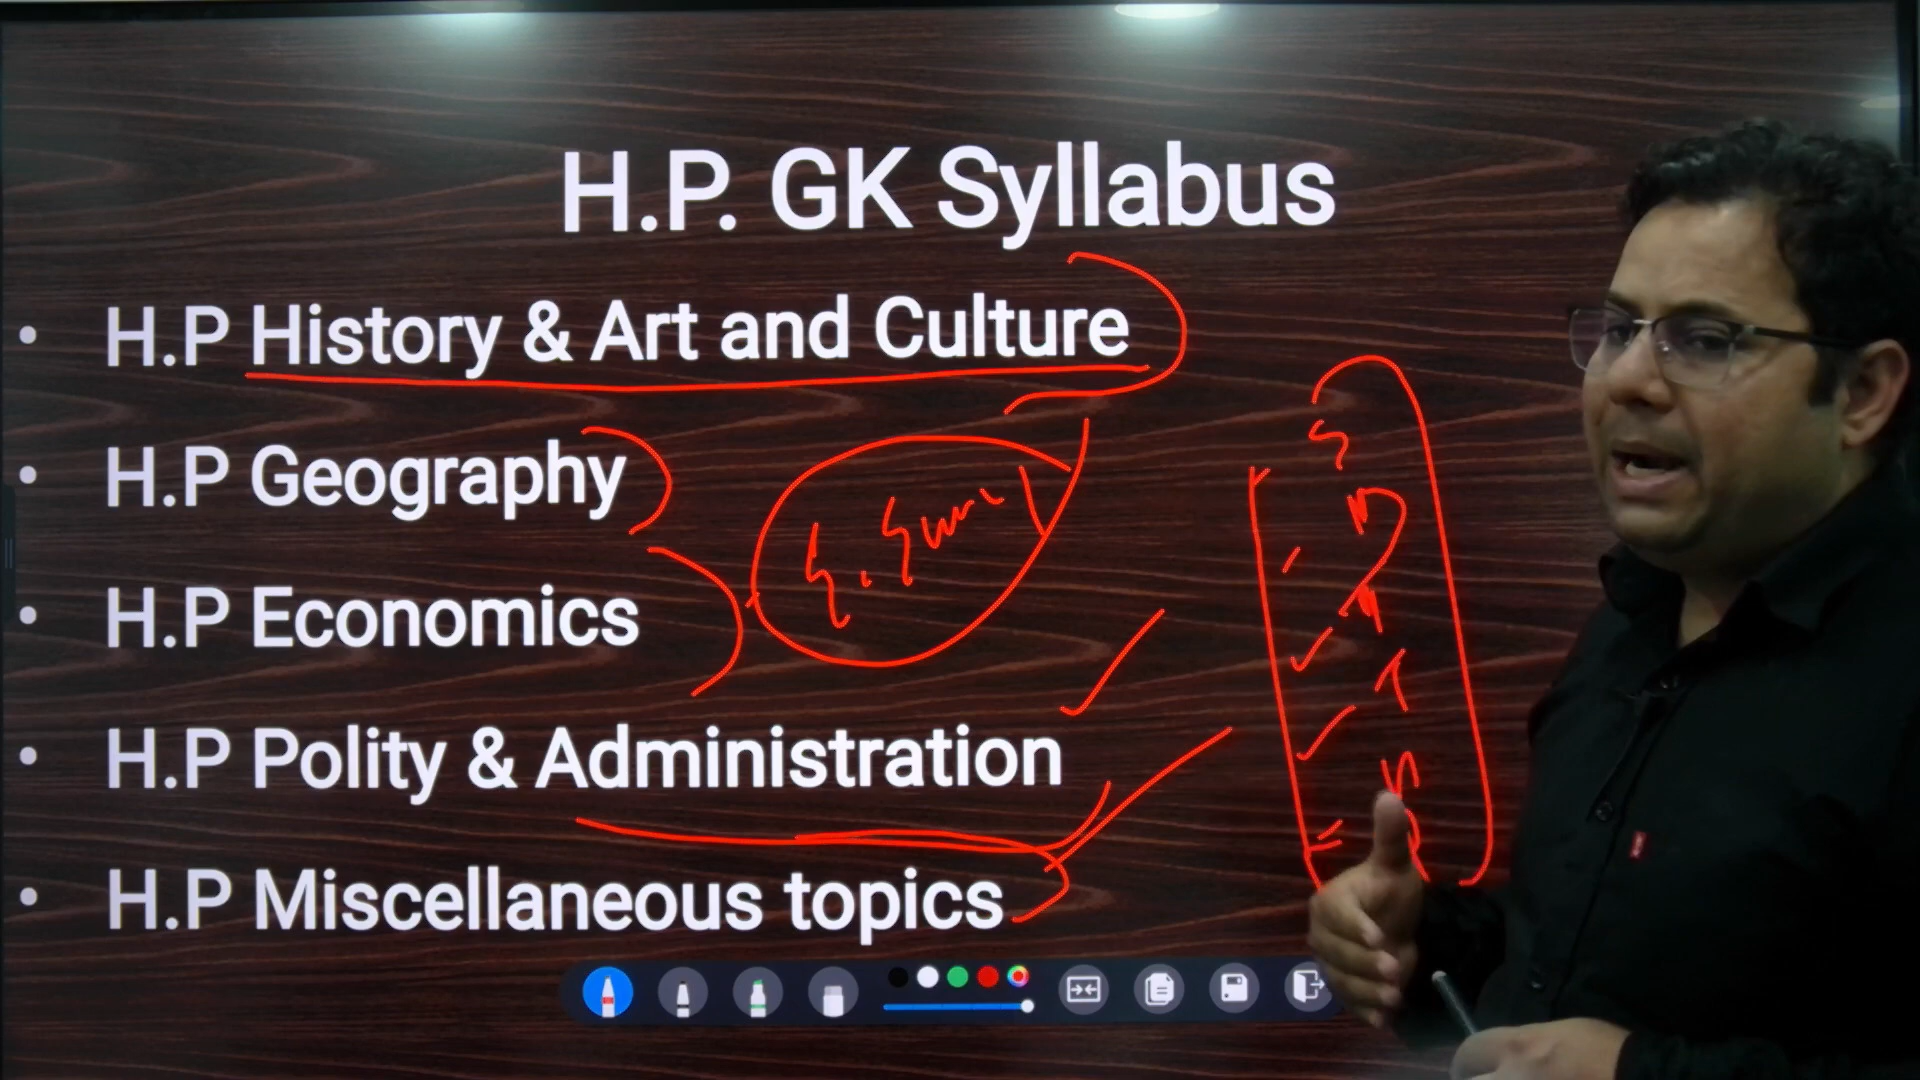 H.P. GK Syllabus
• H.P History & Art and Culture
• H.P Geography
• H.P Economics
• H.P Polity & Administration
• H.P Miscellaneous topics